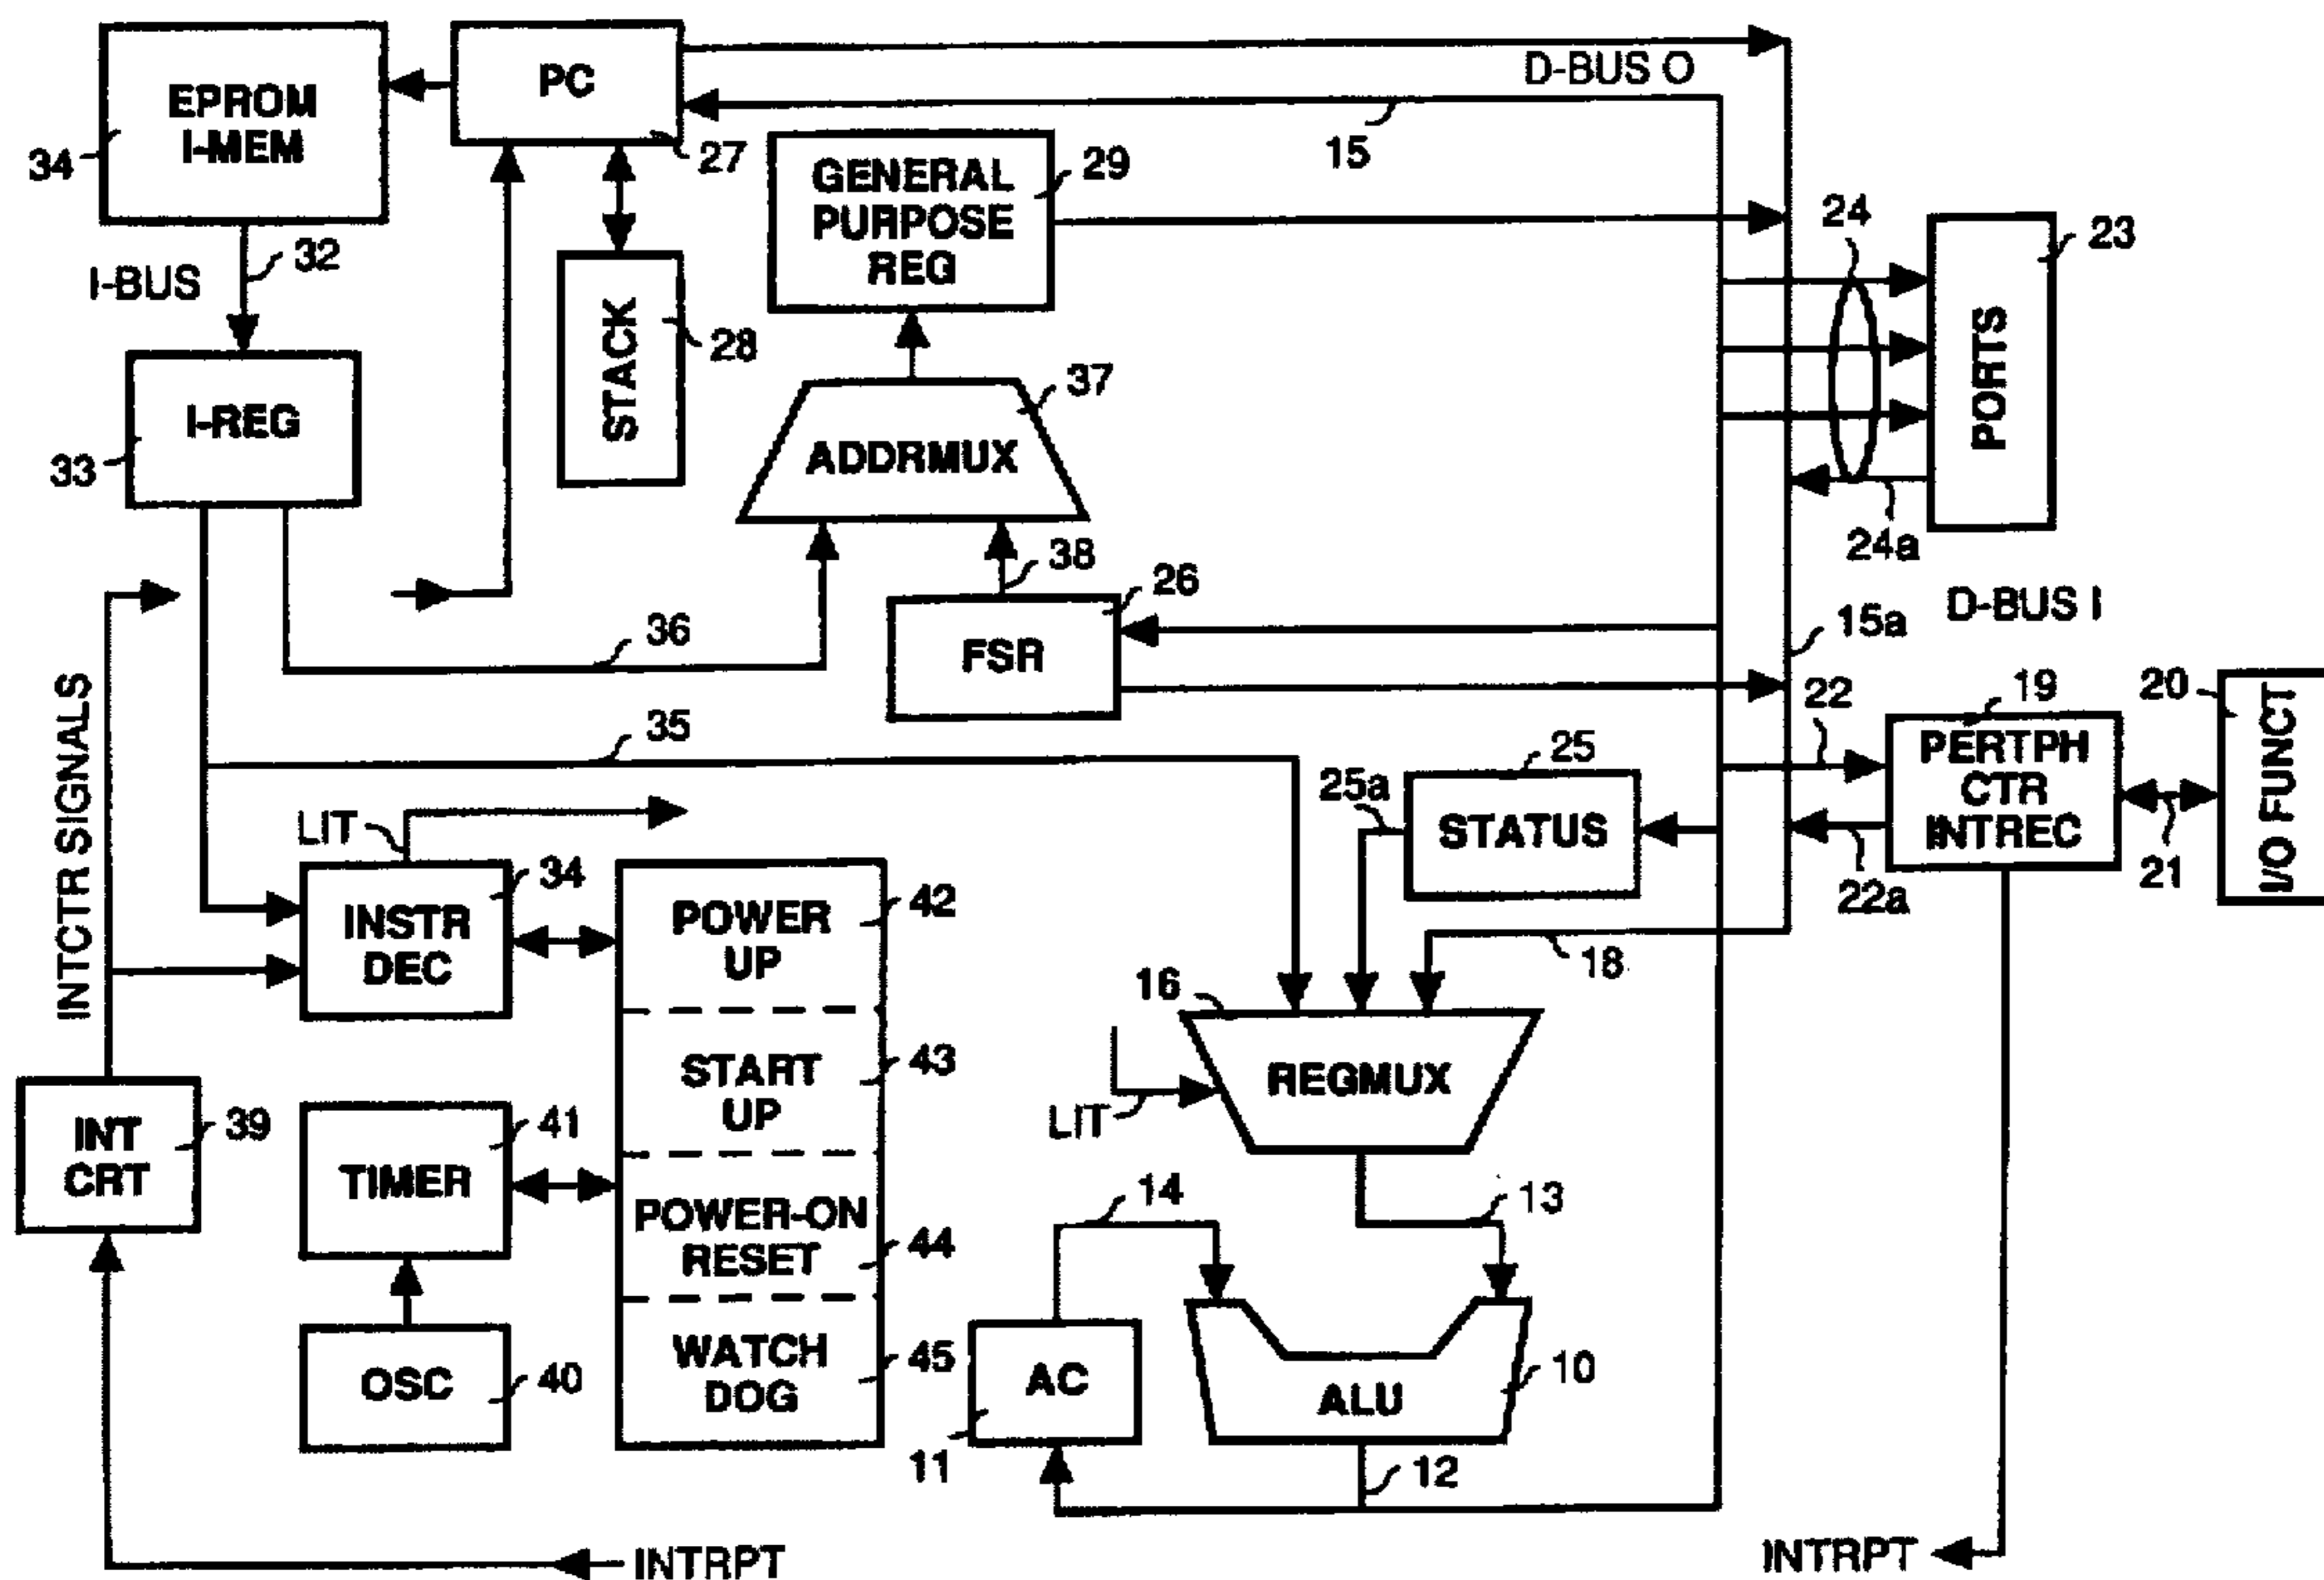 EPROM
I-MEM
34
PC
27
D-BUS O
15
GENERAL
PURPOSE
REG
29
24
23
PORTS
24a
I-BUS
32
STACK
28
I-REG
33
ADDRMUX
37
38
26
FSR
36
D-BUS I
15a
INTCTR SIGNALS
35
22
19
PERTPH
CTR
INTREC
20
I/O FUNCT
21
22a
25
25a
STATUS
18
LIT
34
INSTR
DEC
POWER
UP
42
START
UP
43
POWER-ON
RESET
44
WATCH
DOG
45
16
REGMUX
LIT
INT
CRT
39
TIMER
41
OSC
40
14
13
AC
11
ALU
10
12
INTRPT
INTRPT